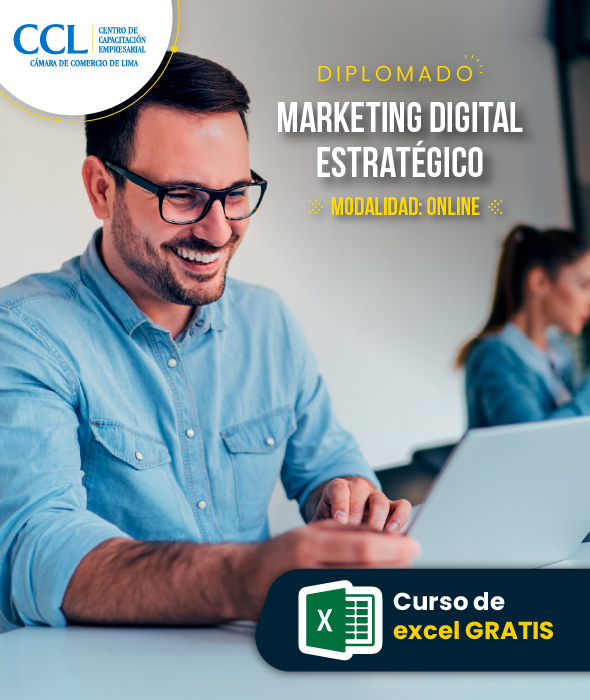 CCL
CENTRO DE
CAPACITACIÓN
EMPRESARIAL
CÁMARA DE COMERCIO DE LIMA
DIPLOMADO
MARKETING DIGITAL
ESTRATÉGICO
MODALIDAD: ONLINE
X
Curso de
excel GRATIS